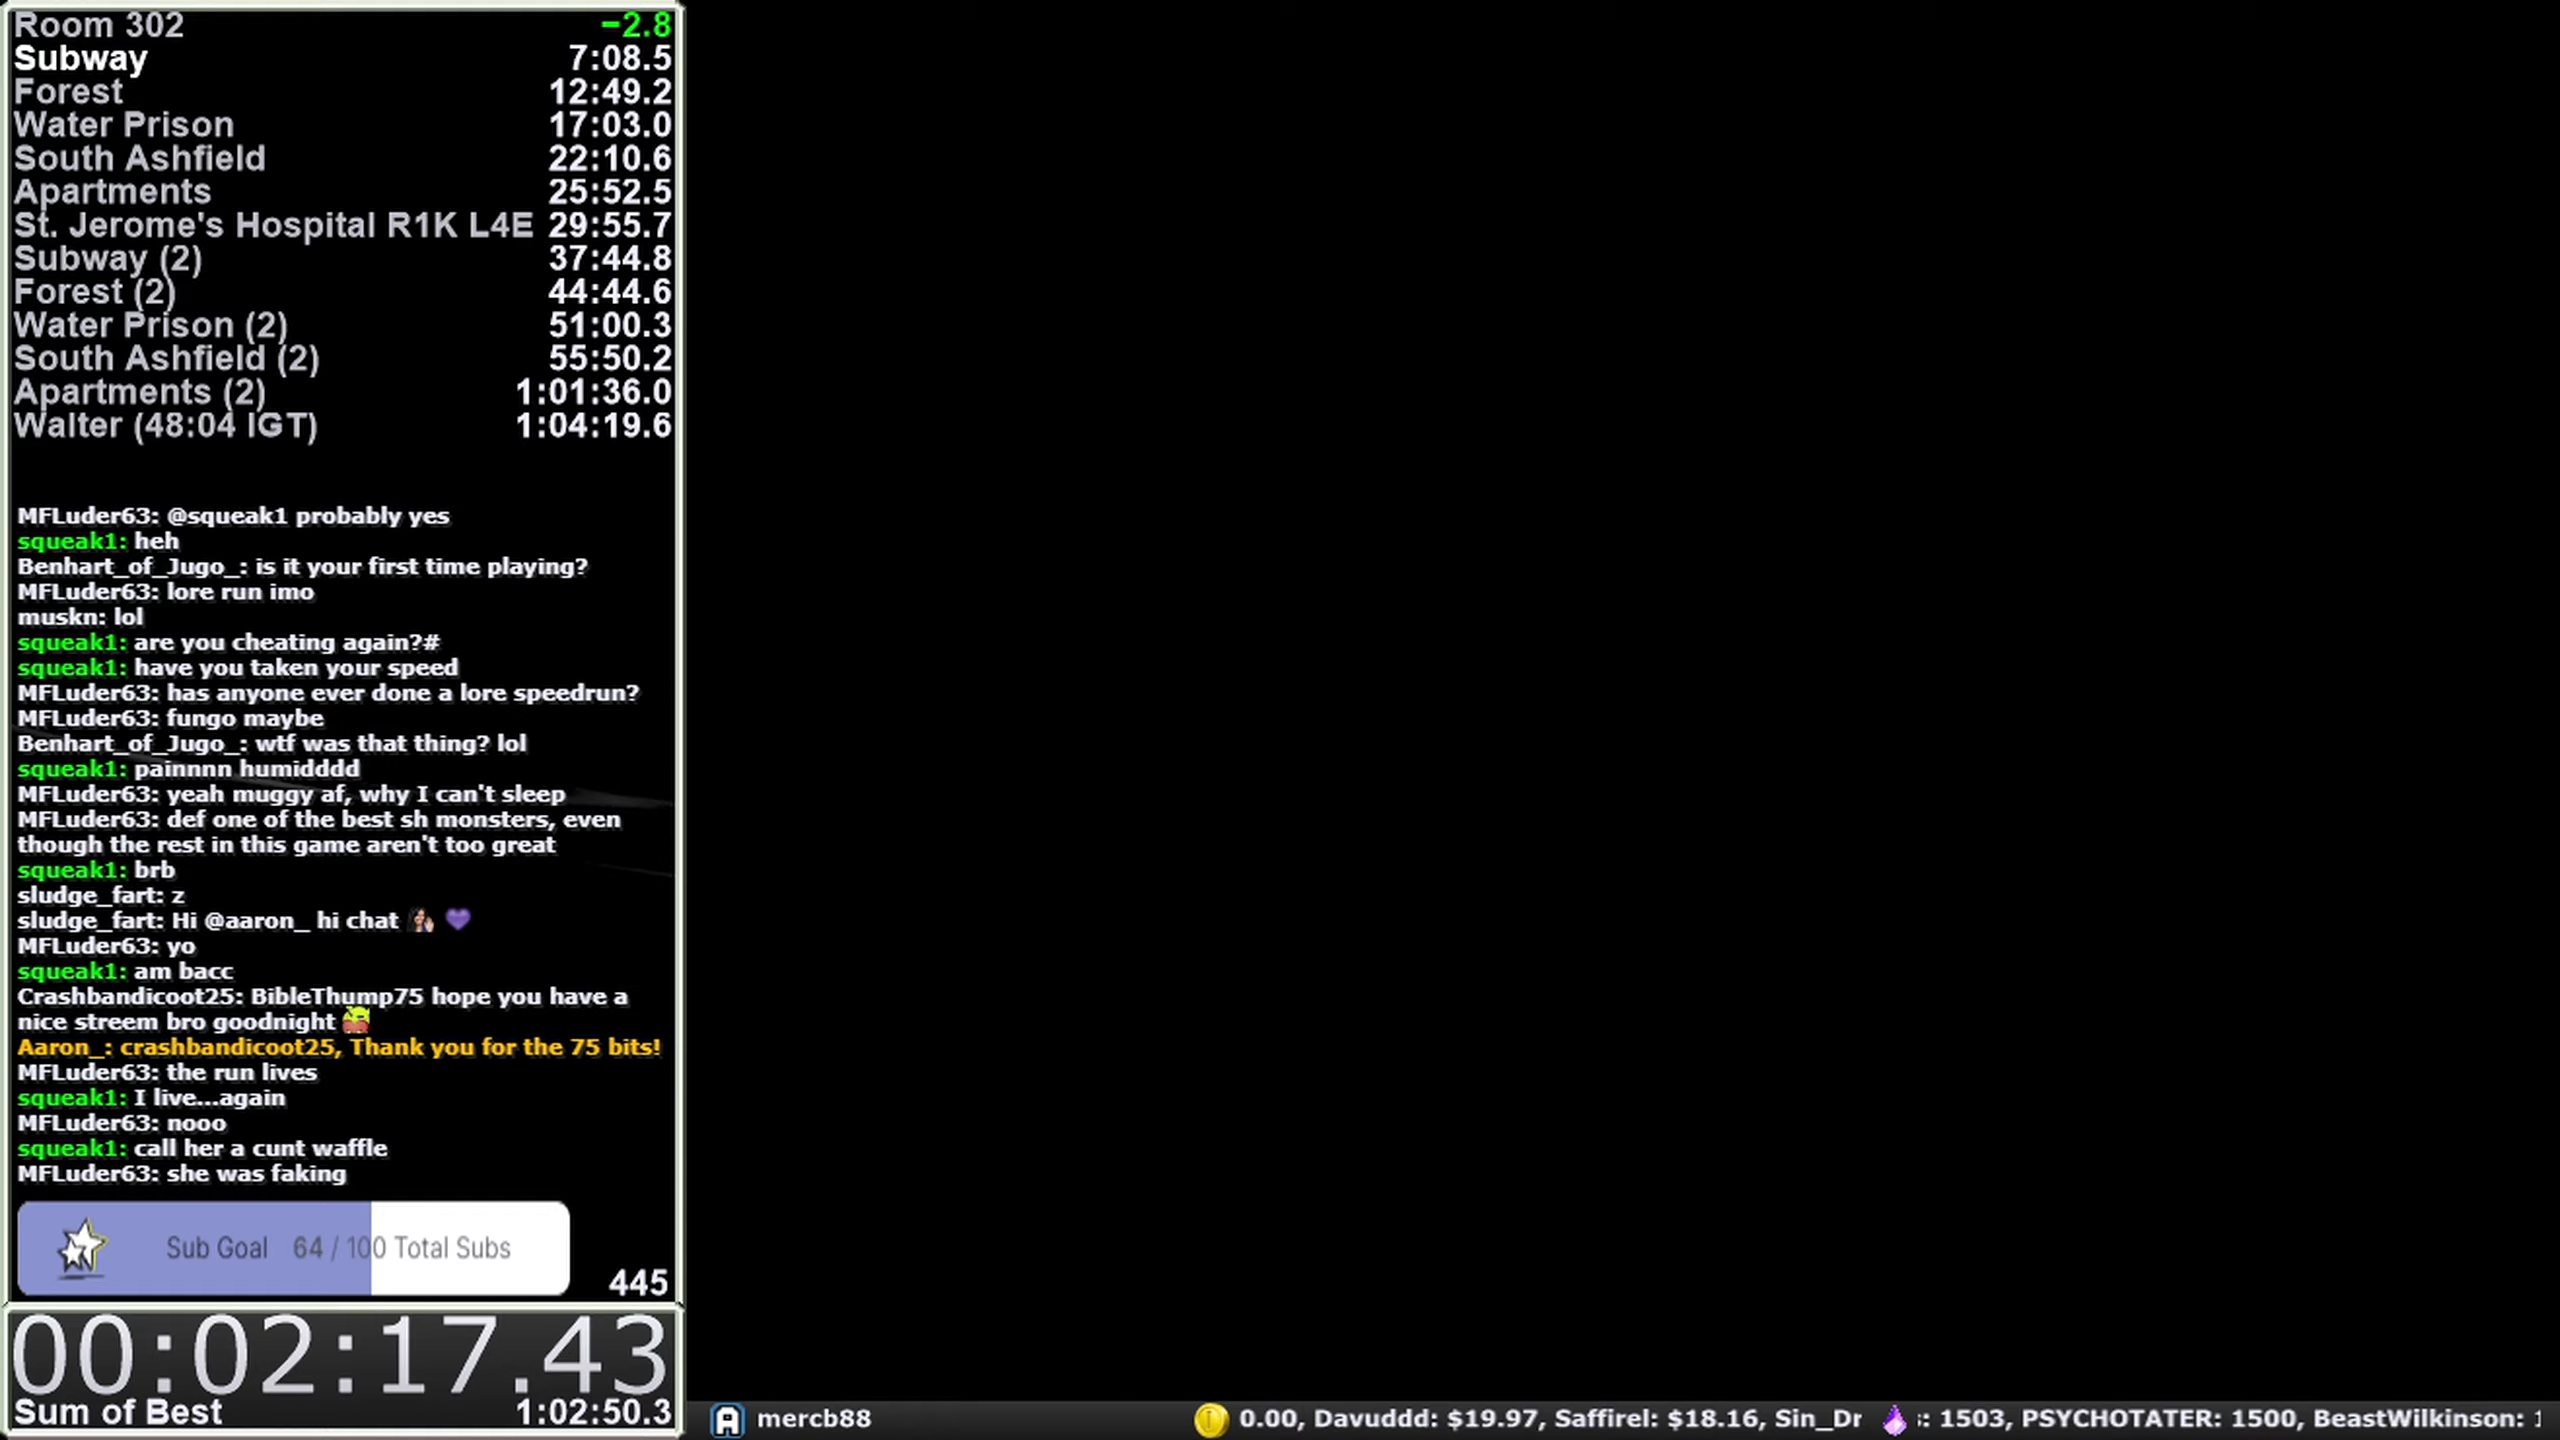 Room 302 −2.8
Subway 7:08.5
Forest 12:49.2
Water Prison 17:03.0
South Ashfield 22:10.6
Apartments 25:52.5
St. Jerome's Hospital R1K L4E 29:55.7
Subway (2) 37:44.8
Forest (2) 44:44.6
Water Prison (2) 51:00.3
South Ashfield (2) 55:50.2
Apartments (2) 1:01:36.0
Walter (48:04 IGT) 1:04:19.6
MFLuder63: @squeak1 probably yes
squeak1: heh
Benhart_of_Jugo_: is it your first time playing?
MFLuder63: lore run imo
muskn: lol
squeak1: are you cheating again?#
squeak1: have you taken your speed
MFLuder63: has anyone ever done a lore speedrun?
MFLuder63: fungo maybe
Benhart_of_Jugo_: wtf was that thing? lol
squeak1: painnnn humidddd
MFLuder63: yeah muggy af, why I can't sleep
MFLuder63: def one of the best sh monsters, even
though the rest in this game aren't too great
squeak1: brb
sludge_fart: z
sludge_fart: Hi @aaron_ hi chat
MFLuder63: yo
squeak1: am bacc
Crashbandicoot25: BibleThump75 hope you have a
nice streem bro goodnight
Aaron_: crashbandicoot25, Thank you for the 75 bits!
MFLuder63: the run lives
squeak1: I live...again
MFLuder63: nooo
squeak1: call her a cunt waffle
MFLuder63: she was faking
Sub Goal 64 / 100 Total Subs
445
00:02:17.43
Sum of Best 1:02:50.3
A mercb88 0.00, Davuddd: $19.97, Saffirel: $18.16, Sin_Dr : 1503, PSYCHOTATER: 1500, BeastWilkinson: 1